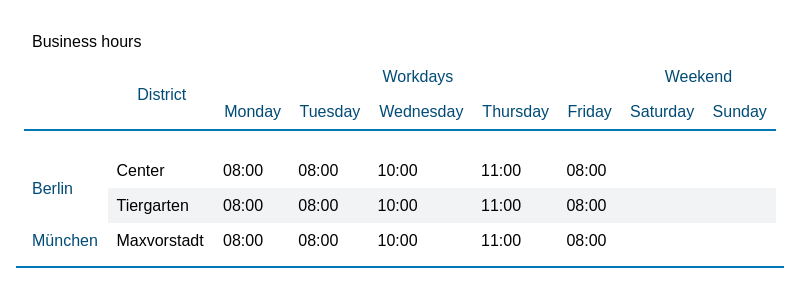 Business hours
Workdays Weekend
District
Monday Tuesday Wednesday Thursday Friday Saturday Sunday
Center 08:00 08:00 10:00 11:00 08:00
Berlin
Tiergarten 08:00 08:00 10:00 11:00 08:00
München Maxvorstadt 08:00 08:00 10:00 11:00 08:00